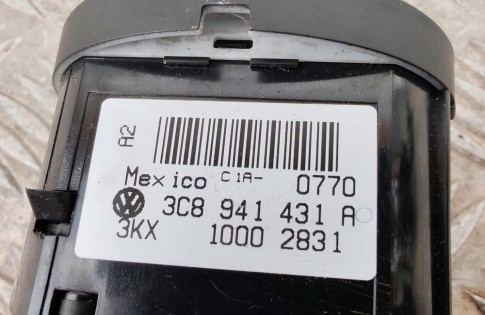 A2
Mexico C1A- 0770
3C8 941 431 A
3KX 1000 2831